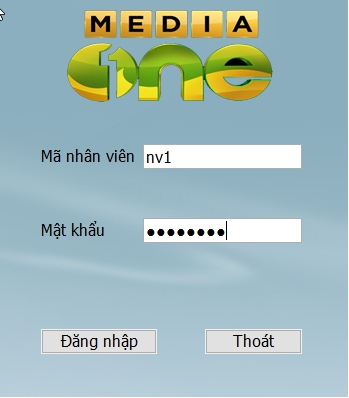 MEDIA
One
Mã nhân viên nv1
Mật khẩu ●●●●●●●●
Đăng nhập Thoát